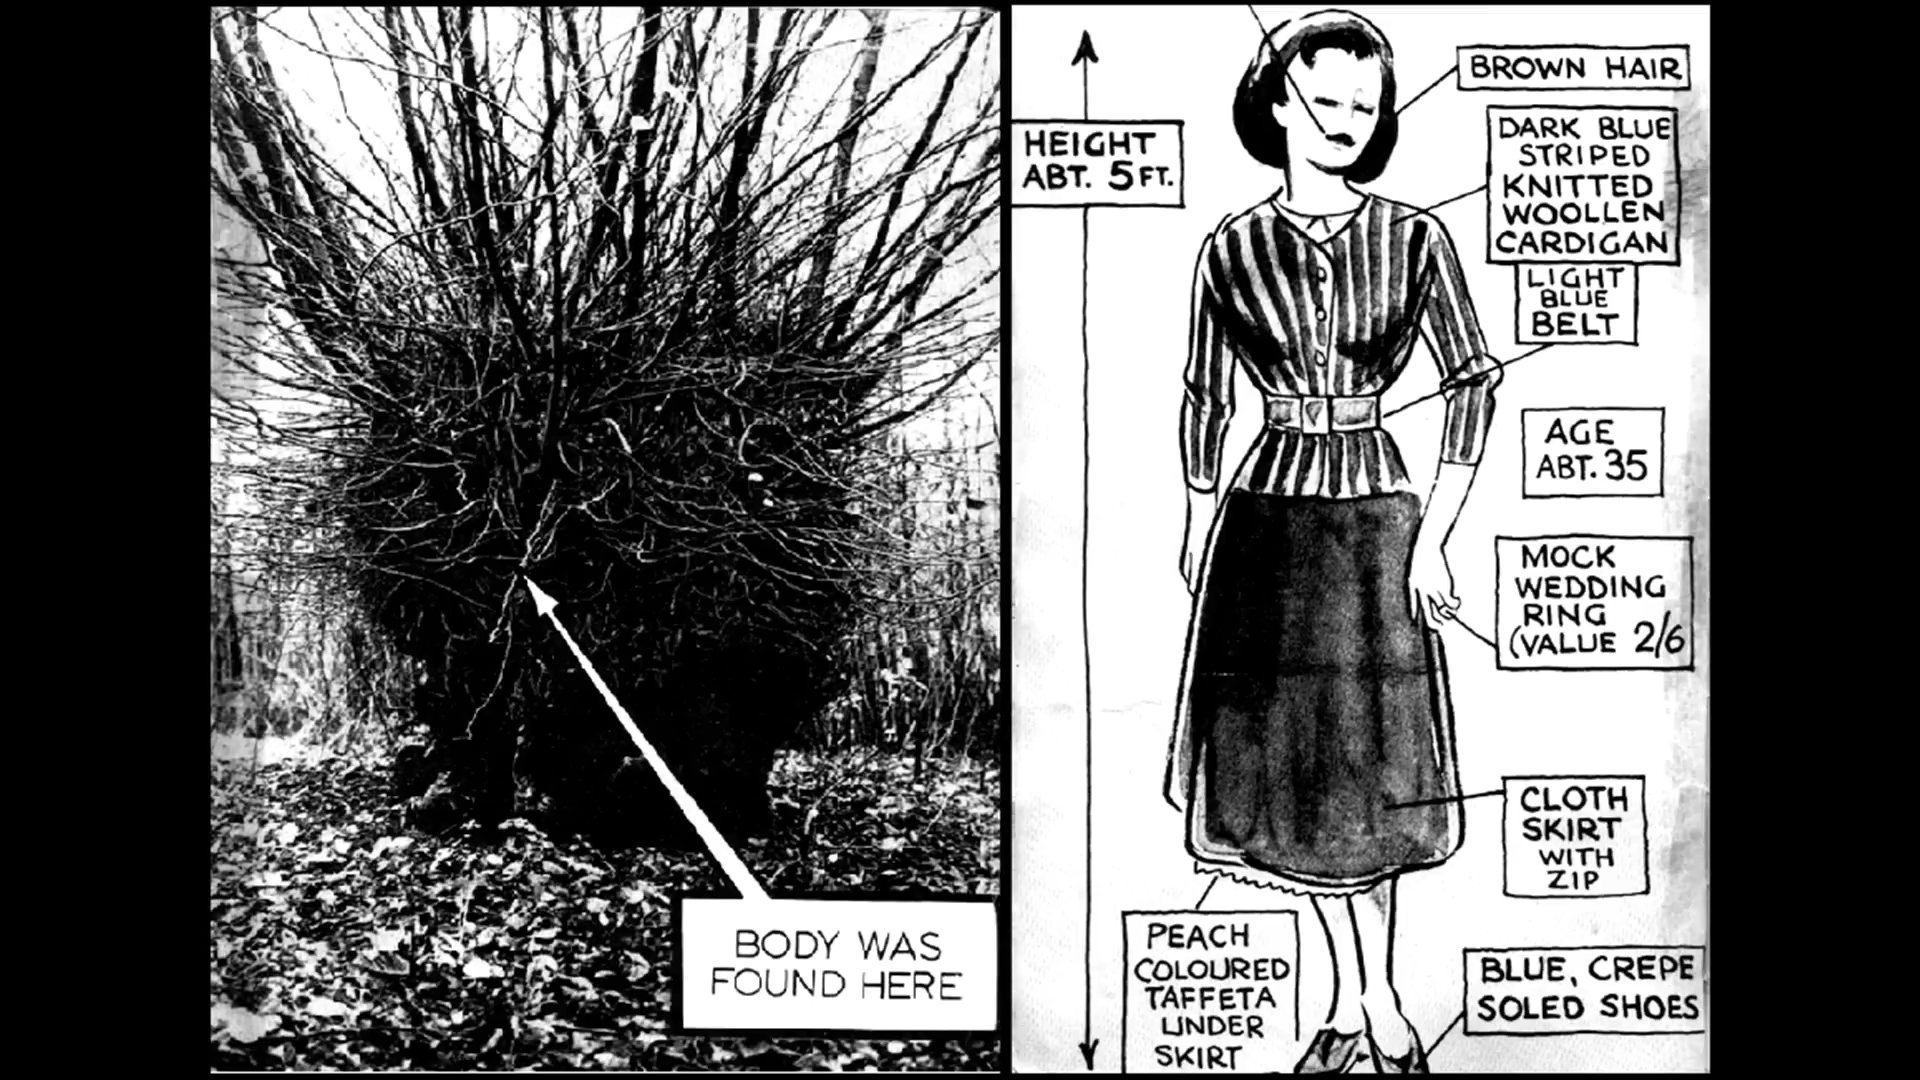 BODY WAS
FOUND HERE
HEIGHT
ABT. 5FT.
BROWN HAIR
DARK BLUE
STRIPED
KNITTED
WOOLLEN
CARDIGAN
LIGHT
BLUE
BELT
AGE
ABT. 35
MOCK
WEDDING
RING
(VALUE 2/6
CLOTH
SKIRT
WITH
ZIP
PEACH
COLOURED
TAFFETA
UNDER
SKIRT
BLUE, CREPE
SOLED SHOES